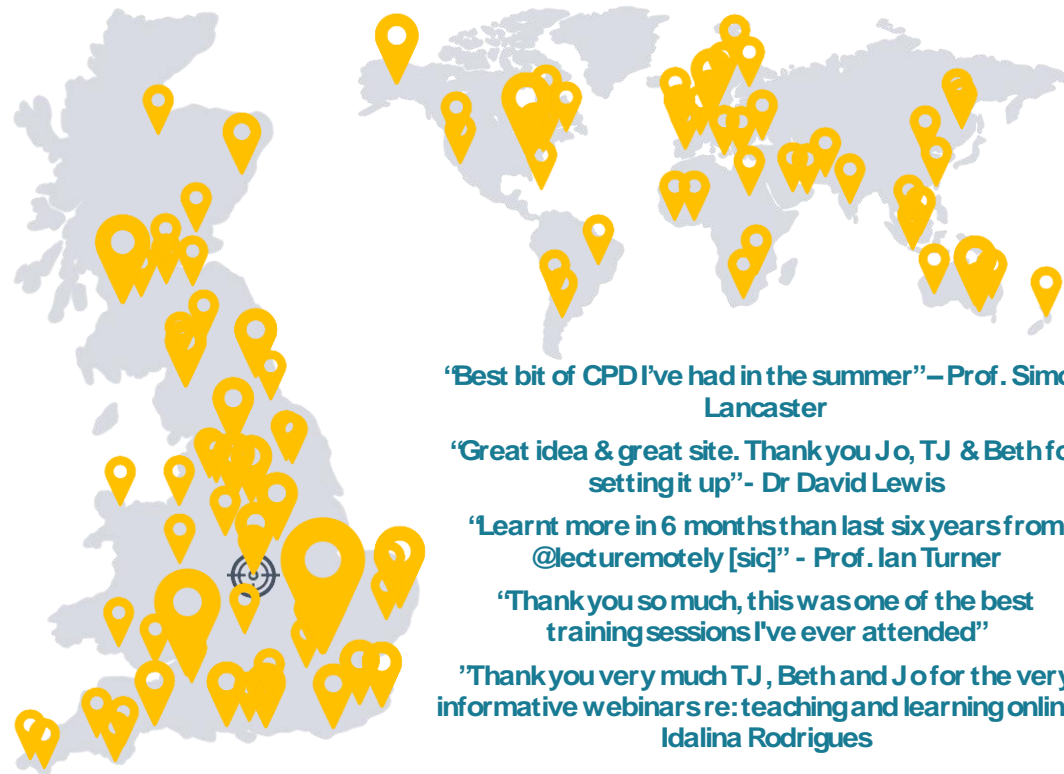 “Best bit of CPD I’ve had in the summer” – Prof. Simo
Lancaster
“Great idea & great site. Thank you Jo, TJ & Beth fo
setting it up” - Dr David Lewis
“Learnt more in 6 months than last six years from
@lecturemotely [sic]” - Prof. Ian Turner
“Thank you so much, this was one of the best
training sessions I've ever attended”
”Thank you very much TJ, Beth and Jo for the very
informative webinars re: teaching and learning onlin
Idalina Rodrigues